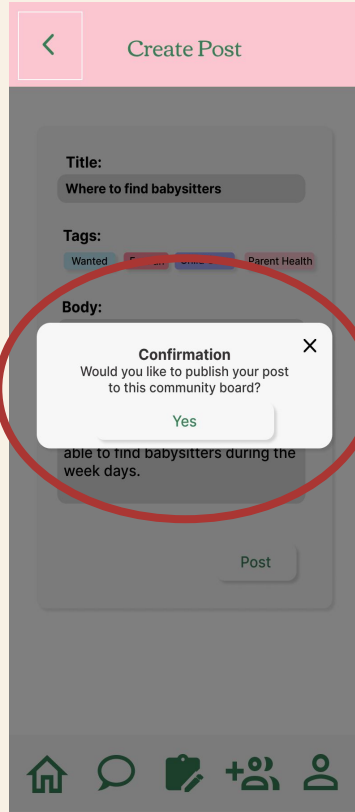 Create Post
Title:
Where to find babysitters
Tags:
Wanted Parent Health
Body:
Confirmation
Would you like to publish your post
to this community board?
Yes
able to find babysitters during the
week days.
Post